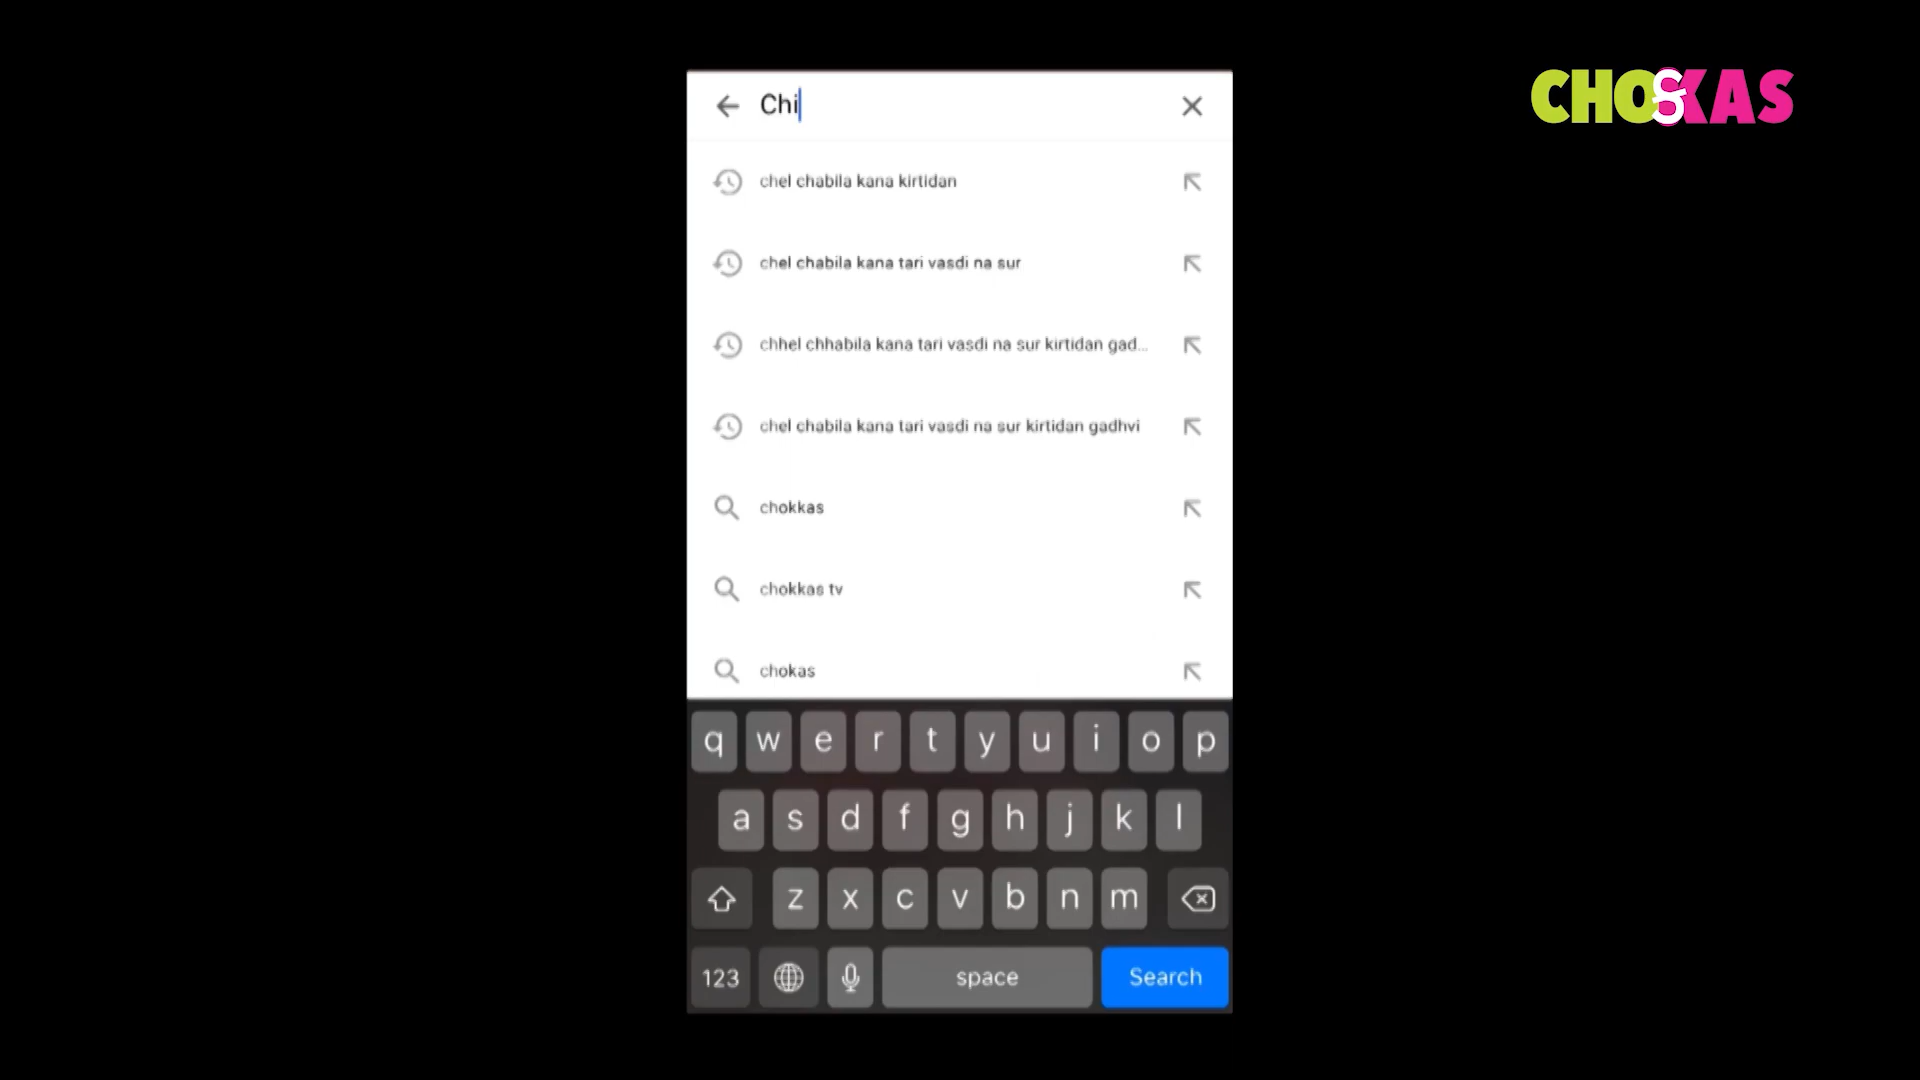 CHOSKAS
Chi
chel chabila kana kirtidan
chel chabila kana tari vasdi na sur
chhel chhabila kana tari vasdi na sur kirtidan gad...
chel chabila kana tari vasdi na sur kirtidan gadhvi
chokkas
chokkas tv
chokas
q w e r t y u i o p
a s d f g h j k l
z x c v b n m
123 space Search